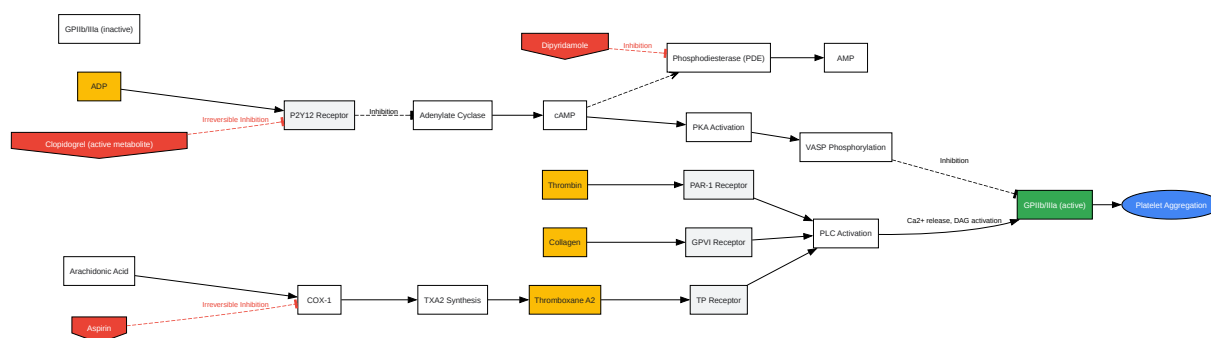 GPIIb/IIIa (inactive)
Dipyridamole
Inhibition
Phosphodiesterase (PDE)
AMP
ADP
P2Y12 Receptor
Inhibition
Adenylate Cyclase
cAMP
Irreversible Inhibition
Clopidogrel (active metabolite)
PKA Activation
VASP Phosphorylation
Inhibition
Thrombin
PAR-1 Receptor
GPIIb/IIIa (active)
Platelet Aggregation
Ca2+ release, DAG activation
PLC Activation
Collagen
GPVI Receptor
Arachidonic Acid
Irreversible Inhibition
COX-1
TXA2 Synthesis
Thromboxane A2
TP Receptor
Aspirin